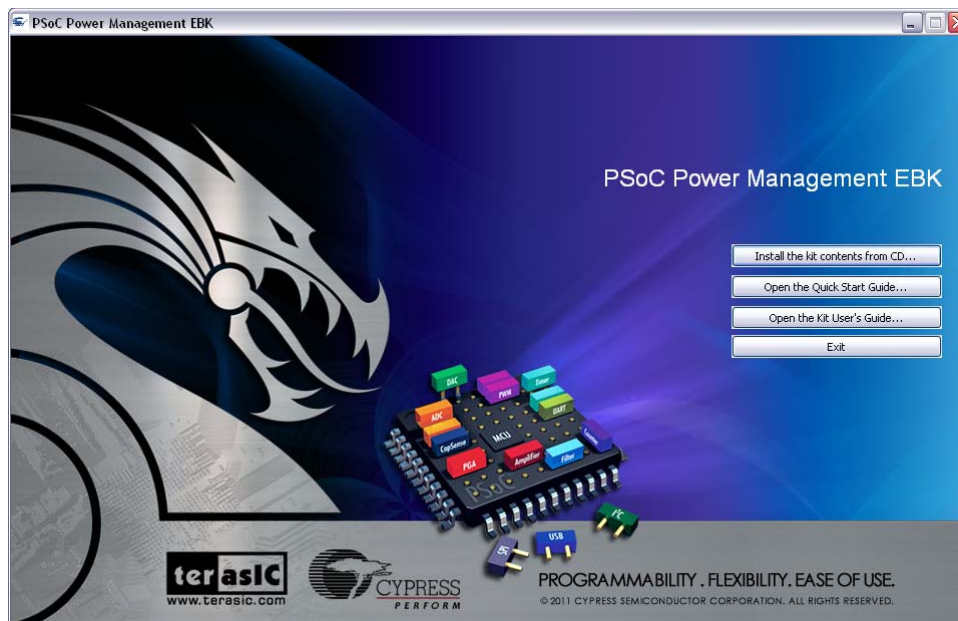 PSoC Power Management EBK
PSoC Power Management EBK
Install the kit contents from CD...
Open the Quick Start Guide...
Open the Kit User's Guide...
Exit
DAC
PWM
Timer
ADC
UART
CapSense
MCU
PGA
Amplifier
Filter
PSoC
I²C
USB
terasIC
www.terasic.com
CYPRESS
PERFORM
PROGRAMMABILITY . FLEXIBILITY. EASE OF USE.
© 2011 CYPRESS SEMICONDUCTOR CORPORATION. ALL RIGHTS RESERVED.